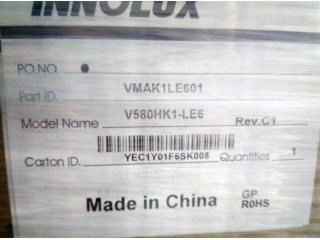 INNOLUX
PO.NO.
Part ID. VMAK1LE601
Model Name V580HK1-LE6 Rev.C1
Carton ID. YEC1Y01F6SK008 Quantities 1
Made in China GP
ROHS